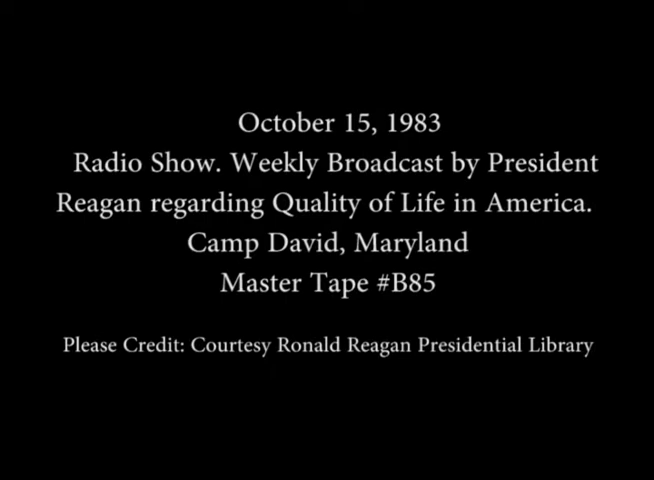 October 15, 1983
Radio Show. Weekly Broadcast by President
Reagan regarding Quality of Life in America.
Camp David, Maryland
Master Tape #B85
Please Credit: Courtesy Ronald Reagan Presidential Library